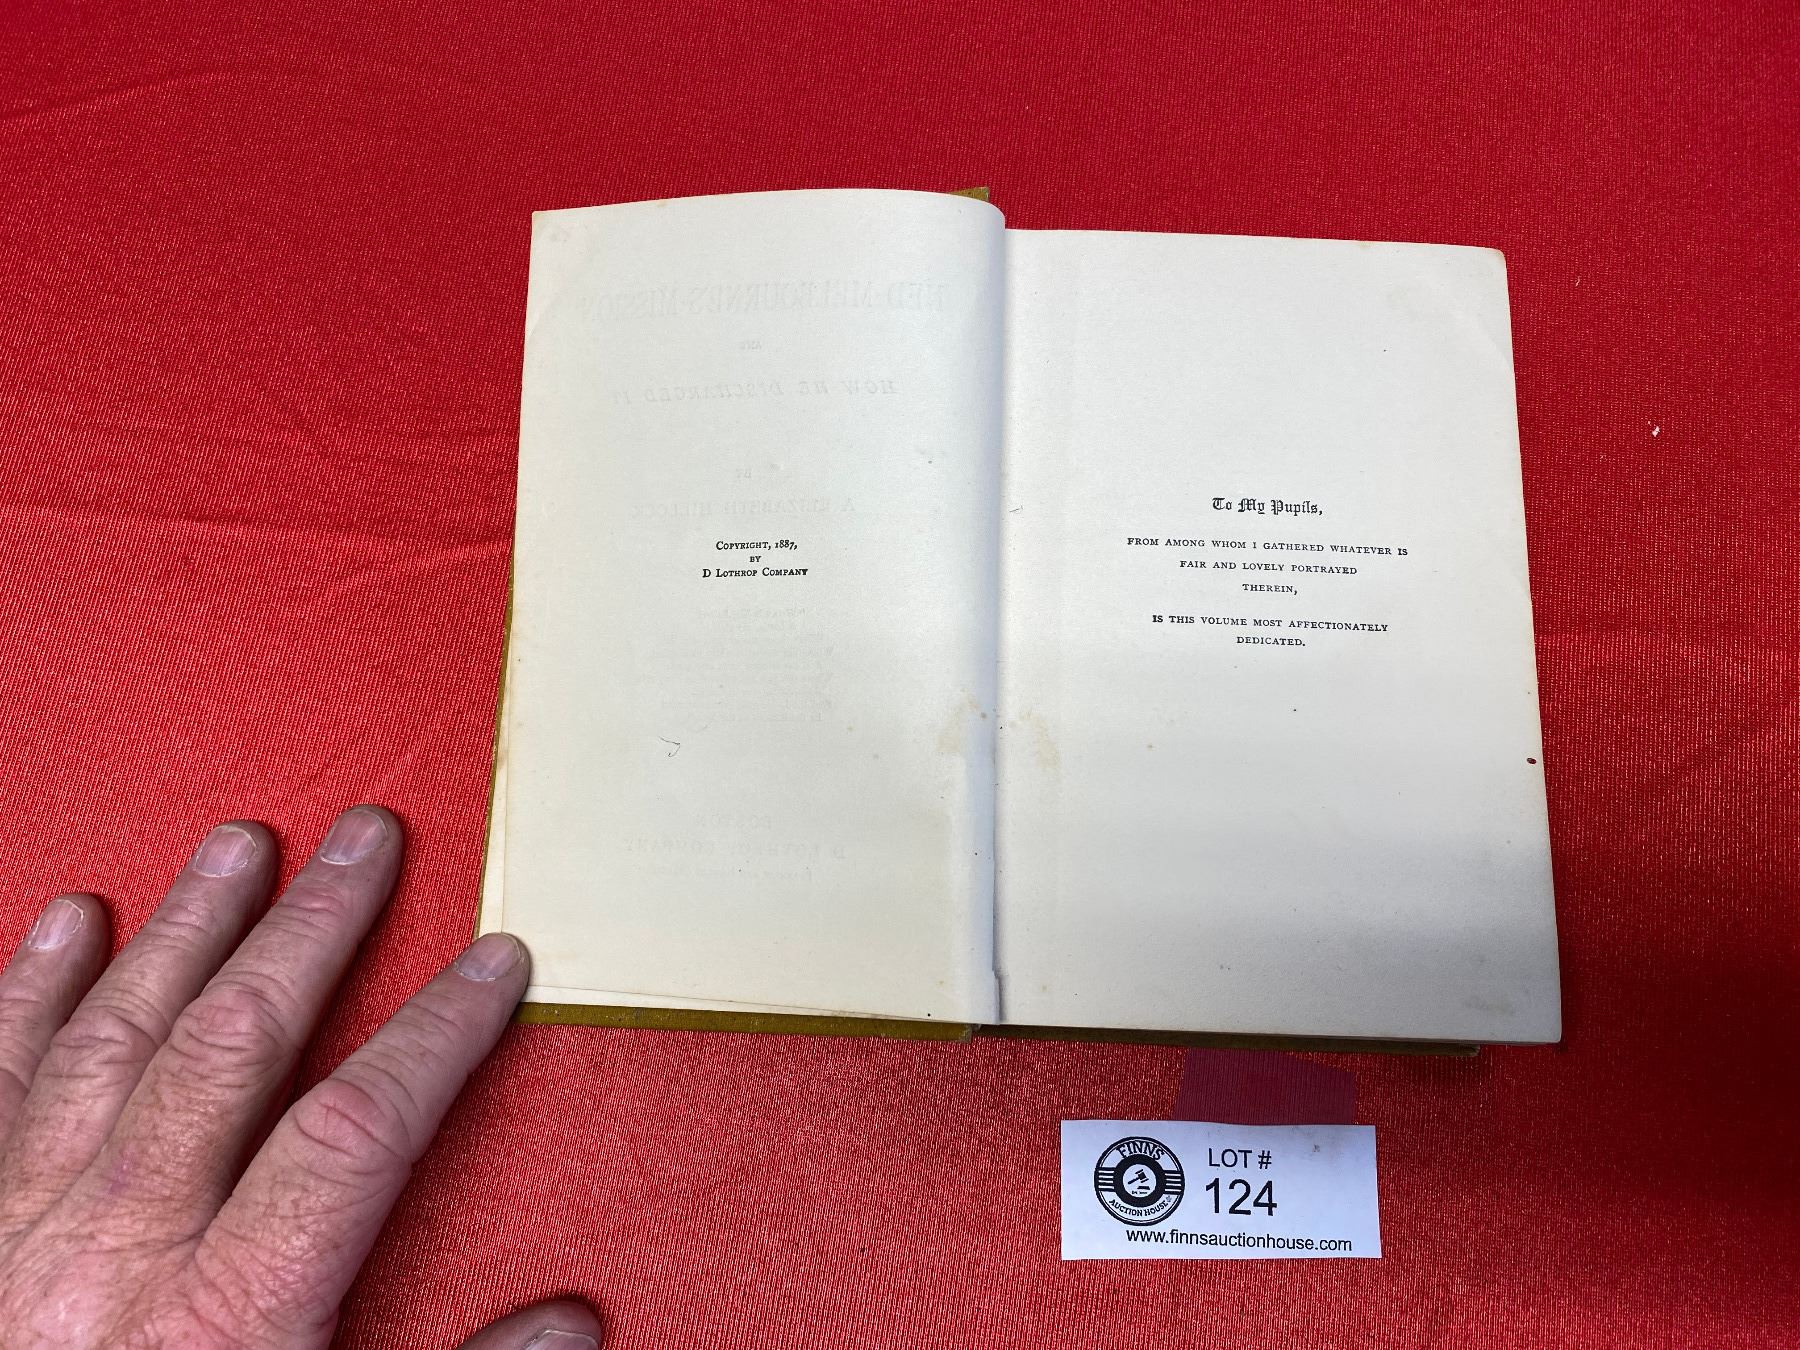 Copyright, 1887,
BY
D Lothrop Company
To My Pupils,
FROM AMONG WHOM I GATHERED WHATEVER IS
FAIR AND LOVELY PORTRAYED
THEREIN,
IS THIS VOLUME MOST AFFECTIONATELY
DEDICATED.
FINNS
AUCTION HOUSE
LOT #
124
www.finnsauctionhouse.com